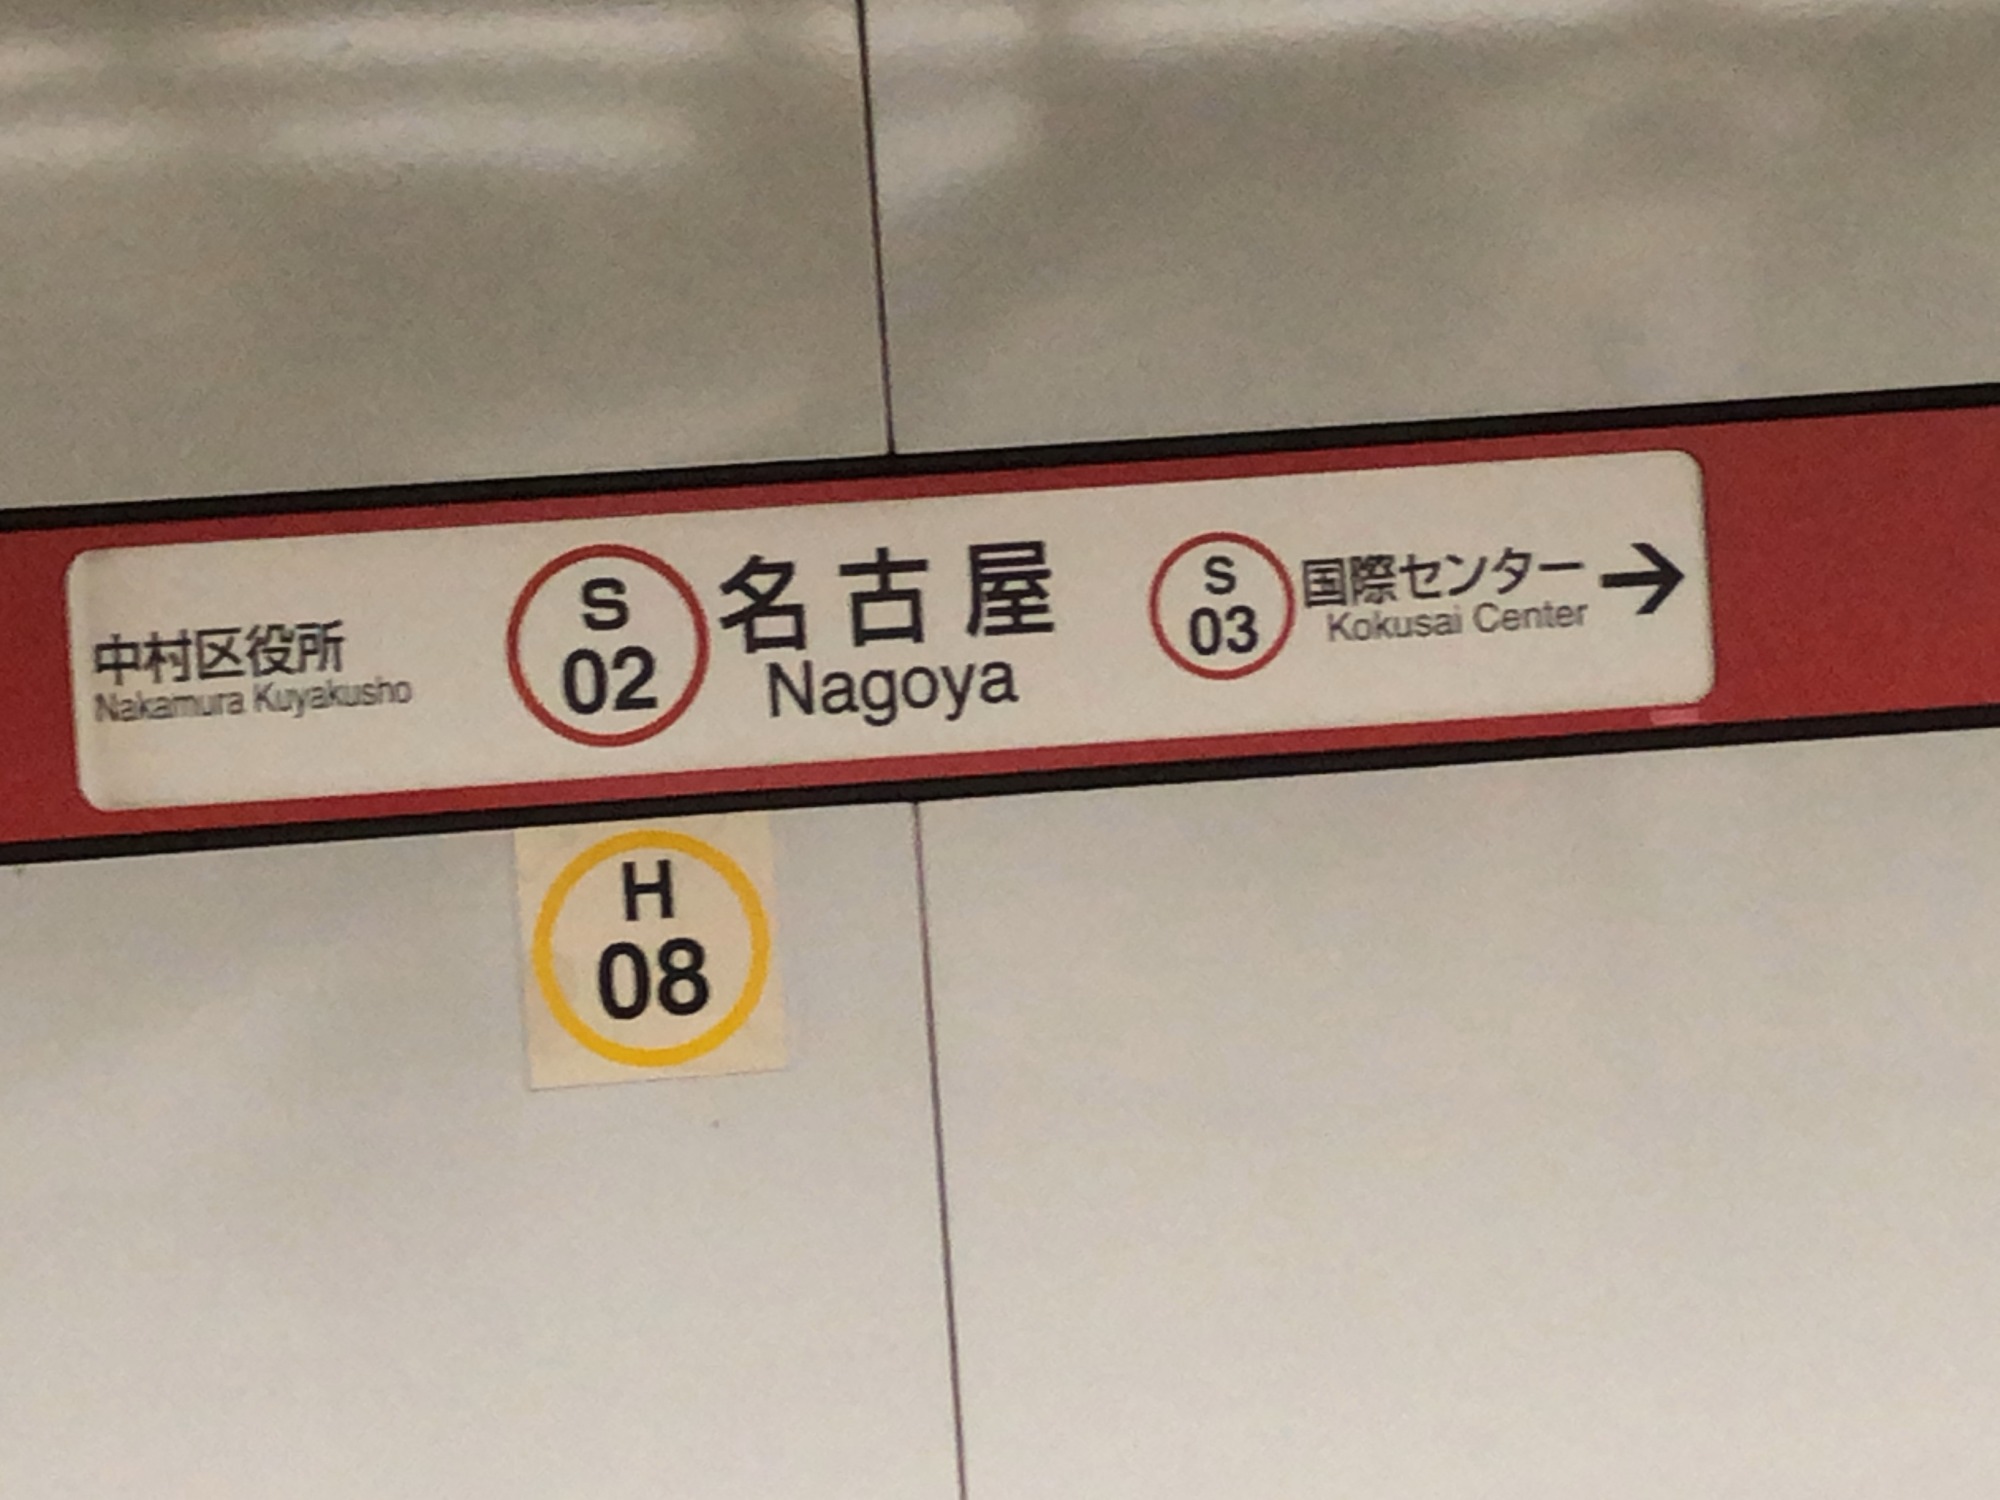 中村区役所
Nakamura Kuyakusho
S
02
名古屋
Nagoya
S
03
国際センター→
Kokusai Center
H
08